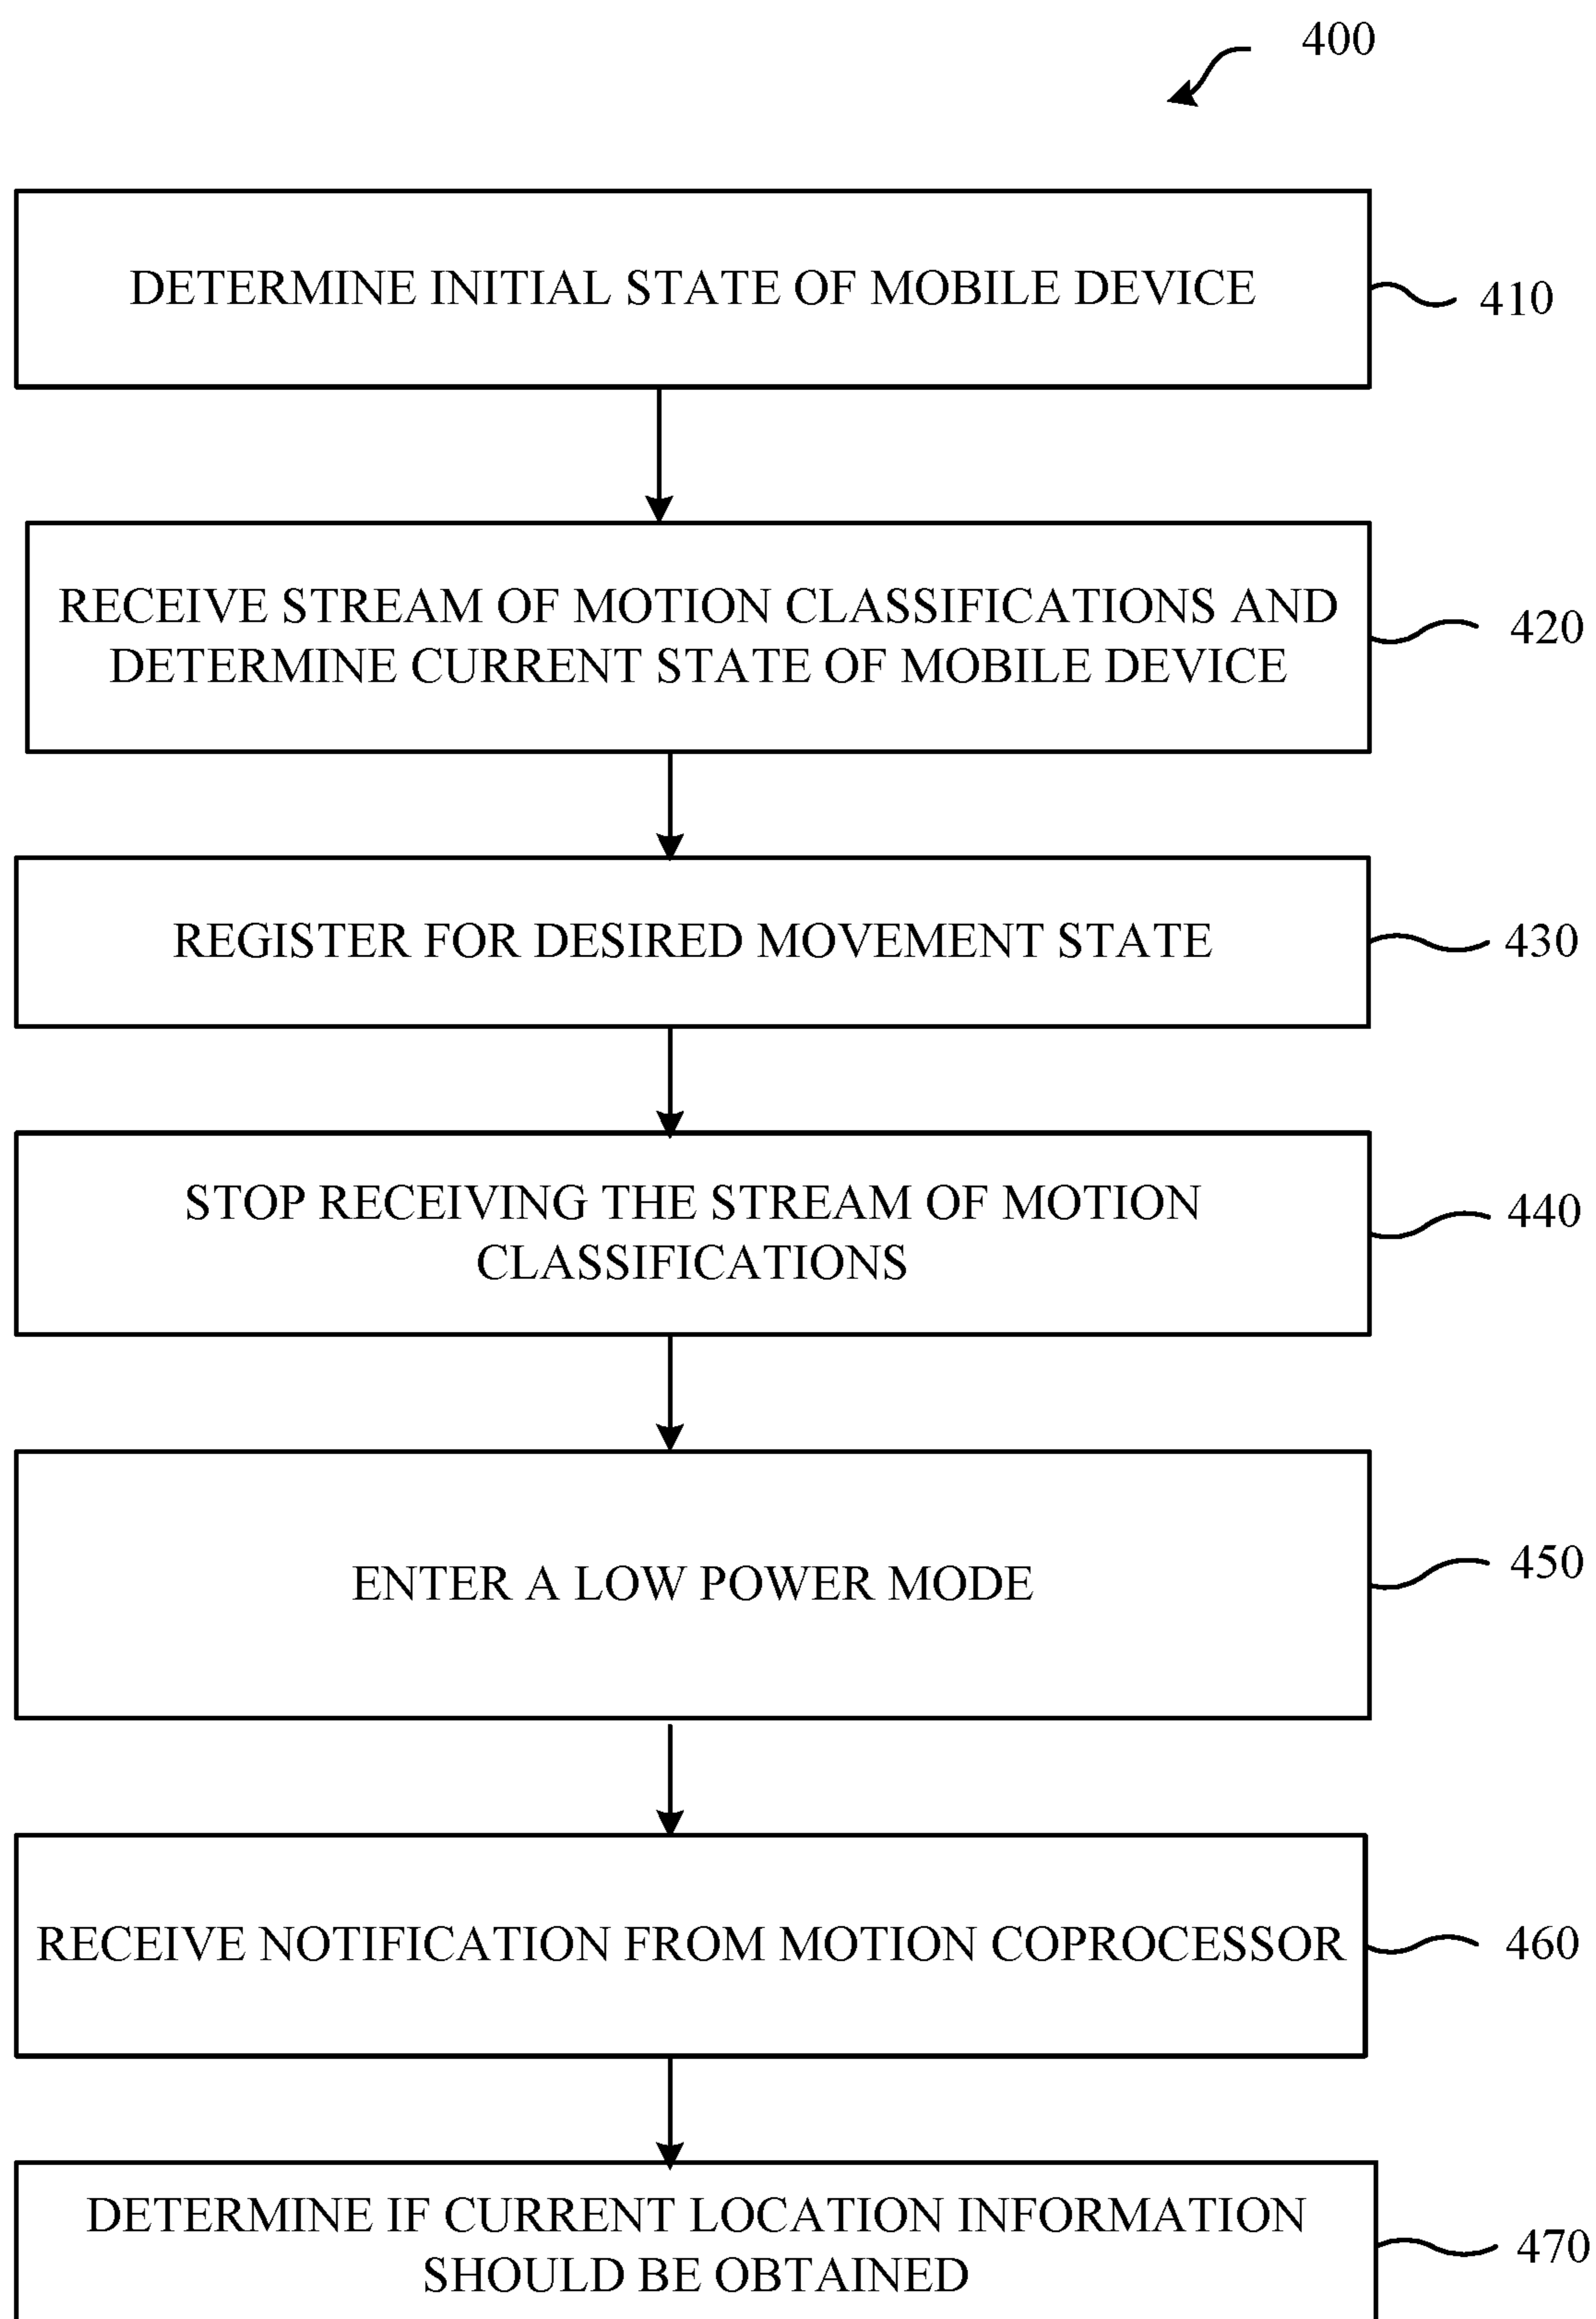 400
DETERMINE INITIAL STATE OF MOBILE DEVICE
410
RECEIVE STREAM OF MOTION CLASSIFICATIONS AND
DETERMINE CURRENT STATE OF MOBILE DEVICE
420
REGISTER FOR DESIRED MOVEMENT STATE
430
STOP RECEIVING THE STREAM OF MOTION
CLASSIFICATIONS
440
ENTER A LOW POWER MODE
450
RECEIVE NOTIFICATION FROM MOTION COPROCESSOR
460
DETERMINE IF CURRENT LOCATION INFORMATION
SHOULD BE OBTAINED
470